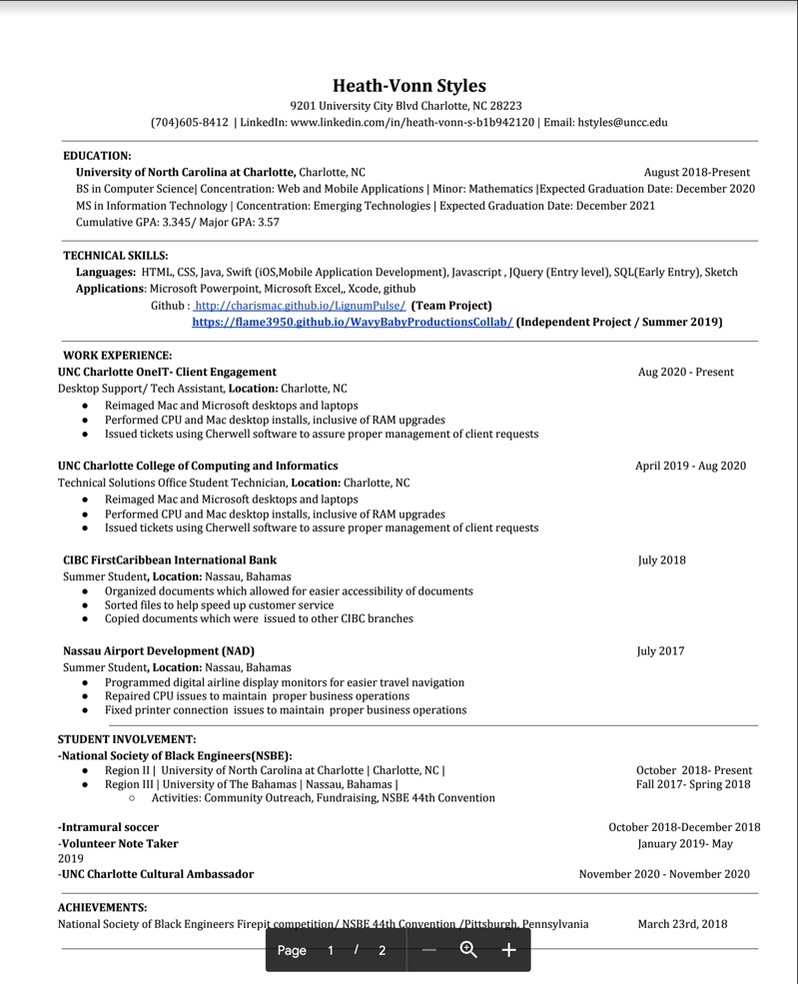 Heath-Vonn Styles
9201 University City Blvd Charlotte, NC 28223
(704)605-8412 | LinkedIn: www.linkedin.com/in/heath-vonn-s-b1b942120 | Email: hstyles@uncc.edu
EDUCATION:
University of North Carolina at Charlotte, Charlotte, NC August 2018-Present
BS in Computer Science| Concentration: Web and Mobile Applications | Minor: Mathematics |Expected Graduation Date: December 2020
MS in Information Technology | Concentration: Emerging Technologies | Expected Graduation Date: December 2021
Cumulative GPA: 3.345/ Major GPA: 3.57
TECHNICAL SKILLS:
Languages: HTML, CSS, Java, Swift (iOS,Mobile Application Development), Javascript , JQuery (Entry level), SQL(Early Entry), Sketch
Applications: Microsoft Powerpoint, Microsoft Excel,, Xcode, github
Github : http://charismac.github.io/LignumPulse/ (Team Project)
https://flame3950.github.io/WavyBabyProductionsCollab/ (Independent Project / Summer 2019)
WORK EXPERIENCE:
UNC Charlotte OneIT- Client Engagement Aug 2020 - Present
Desktop Support/ Tech Assistant, Location: Charlotte, NC
● Reimaged Mac and Microsoft desktops and laptops
● Performed CPU and Mac desktop installs, inclusive of RAM upgrades
● Issued tickets using Cherwell software to assure proper management of client requests
UNC Charlotte College of Computing and Informatics April 2019 - Aug 2020
Technical Solutions Office Student Technician, Location: Charlotte, NC
● Reimaged Mac and Microsoft desktops and laptops
● Performed CPU and Mac desktop installs, inclusive of RAM upgrades
● Issued tickets using Cherwell software to assure proper management of client requests
CIBC FirstCaribbean International Bank July 2018
Summer Student, Location: Nassau, Bahamas
● Organized documents which allowed for easier accessibility of documents
● Sorted files to help speed up customer service
● Copied documents which were issued to other CIBC branches
Nassau Airport Development (NAD) July 2017
Summer Student, Location: Nassau, Bahamas
● Programmed digital airline display monitors for easier travel navigation
● Repaired CPU issues to maintain proper business operations
● Fixed printer connection issues to maintain proper business operations
STUDENT INVOLVEMENT:
-National Society of Black Engineers(NSBE):
● Region II | University of North Carolina at Charlotte | Charlotte, NC | October 2018- Present
● Region III | University of The Bahamas | Nassau, Bahamas | Fall 2017- Spring 2018
○ Activities: Community Outreach, Fundraising, NSBE 44th Convention
-Intramural soccer October 2018-December 2018
-Volunteer Note Taker January 2019- May
2019
-UNC Charlotte Cultural Ambassador November 2020 - November 2020
ACHIEVEMENTS:
National Society of Black Engineers Firepit competition/ NSBE 44th Convention /Pittsburgh, Pennsylvania March 23rd, 2018
Page 1 / 2